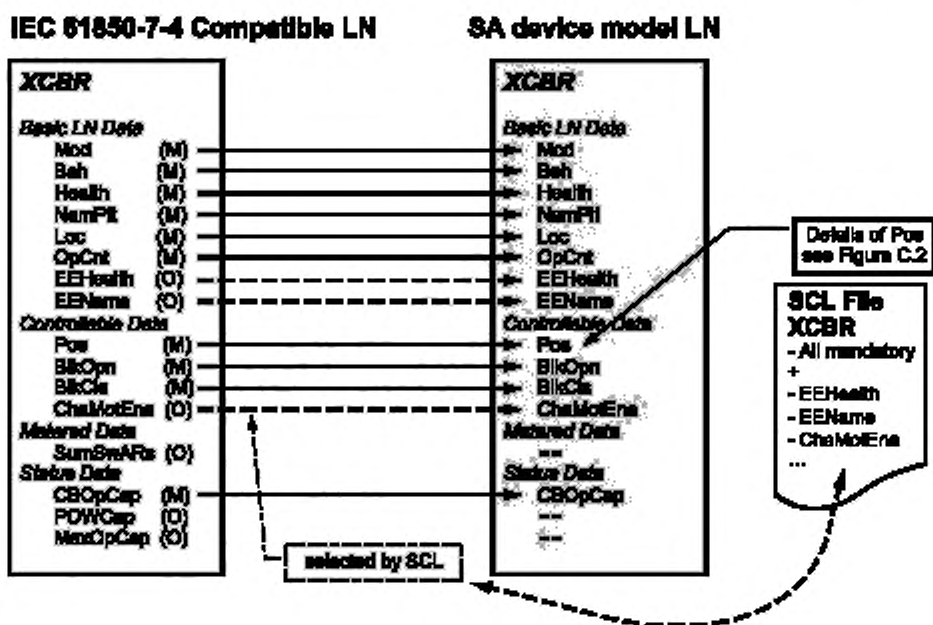 IEC 61850-7-4 Compatible LN
SA device model LN
XCBR
Basic LN Data
Mod (M)
Beh (M)
Health (M)
NamPlt (M)
Loc (M)
OpCnt (M)
EEHealth (O)
EEName (O)
Controllable Data
Pos (M)
BlkOpn (M)
BlkCls (M)
ChaMotEna (O)
Metered Data
SumSwARs (O)
Status Data
CBOpCap (M)
POWCap (O)
MaxOpCap (O)
XCBR
Basic LN Data
Mod
Beh
Health
NamPlt
Loc
OpCnt
EEHealth
EEName
Controllable Data
Pos
BlkOpn
BlkCls
ChaMotEna
Metered Data
--
Status Data
CBOpCap
--
--
selected by SCL
Details of Pos
see Figure C.2
SCL File
XCBR
- All mandatory
+
- EEHealth
- EEName
- ChaMotEna
...